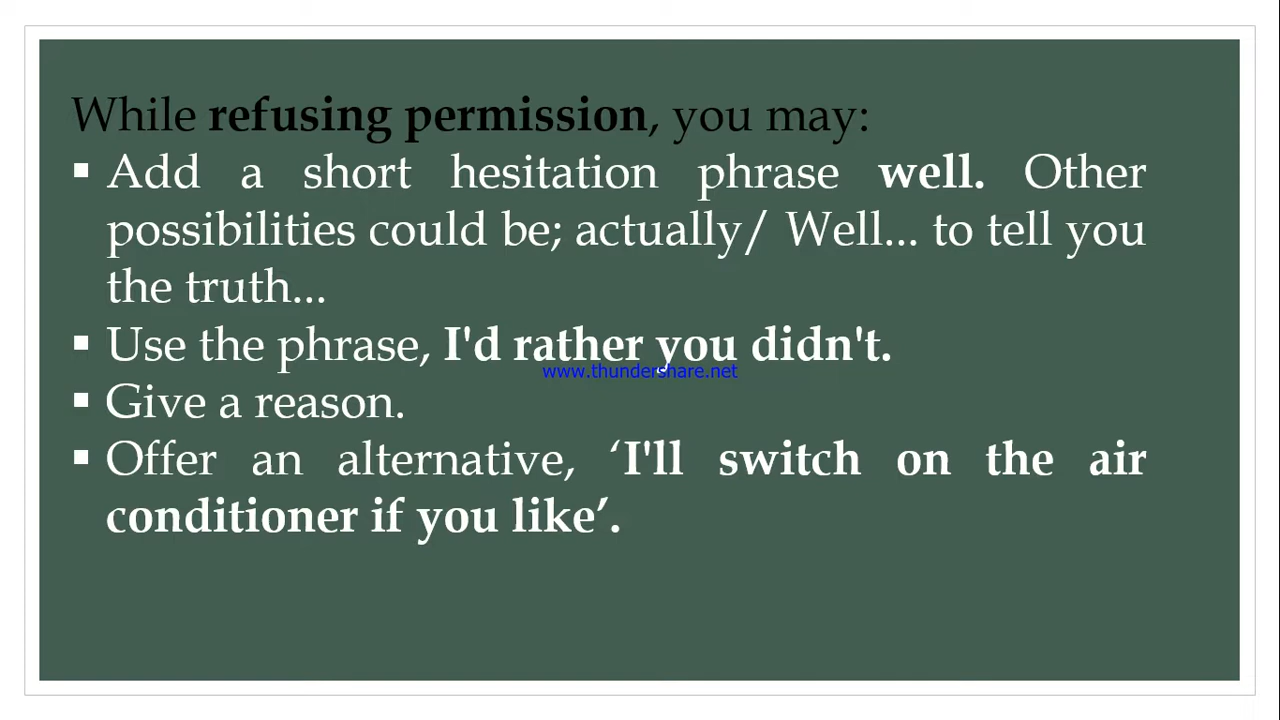 While refusing permission, you may:
▪ Add a short hesitation phrase well. Other
possibilities could be; actually/ Well... to tell you
the truth...
▪ Use the phrase, I'd rather you didn't.
www.thundershare.net
▪ Give a reason.
▪ Offer an alternative, ‘I'll switch on the air
conditioner if you like’.